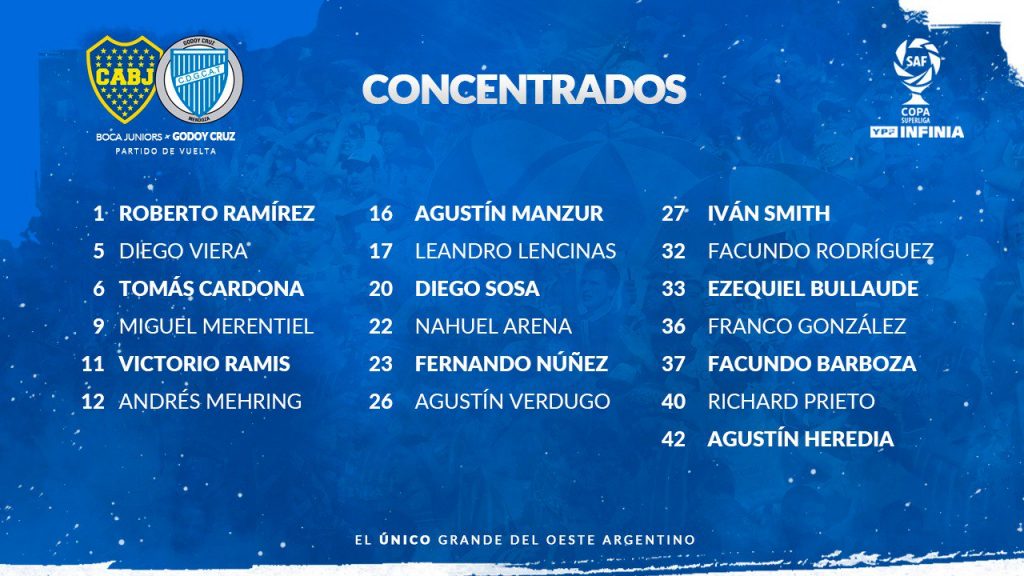 CABJ
GODOY CRUZ
C.D.G.C.A.T.
MENDOZA
BOCA JUNIORS × GODOY CRUZ
PARTIDO DE VUELTA
CONCENTRADOS
SAF
COPA
SUPERLIGA
YPF INFINIA
1 ROBERTO RAMÍREZ
5 DIEGO VIERA
6 TOMÁS CARDONA
9 MIGUEL MERENTIEL
11 VICTORIO RAMIS
12 ANDRÉS MEHRING
16 AGUSTÍN MANZUR
17 LEANDRO LENCINAS
20 DIEGO SOSA
22 NAHUEL ARENA
23 FERNANDO NÚÑEZ
26 AGUSTÍN VERDUGO
27 IVÁN SMITH
32 FACUNDO RODRÍGUEZ
33 EZEQUIEL BULLAUDE
36 FRANCO GONZÁLEZ
37 FACUNDO BARBOZA
40 RICHARD PRIETO
42 AGUSTÍN HEREDIA
EL ÚNICO GRANDE DEL OESTE ARGENTINO